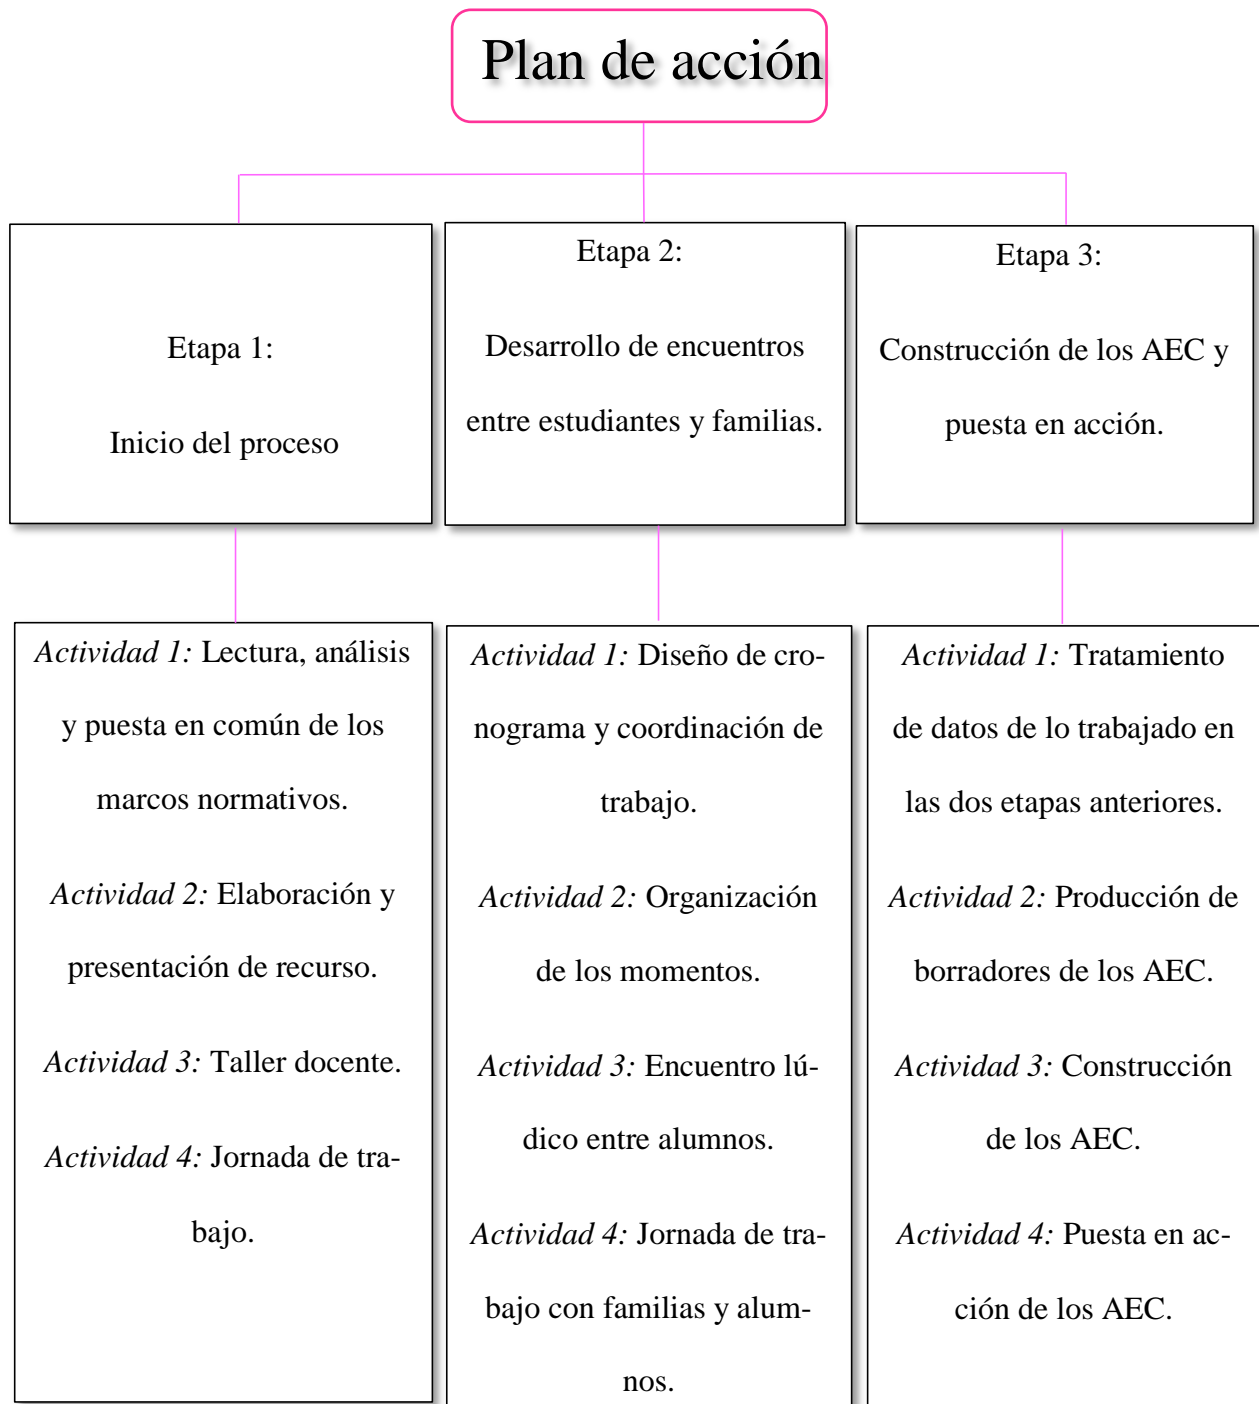 Plan de acción
Etapa 1:
Inicio del proceso
Etapa 2:
Desarrollo de encuentros
entre estudiantes y familias.
Etapa 3:
Construcción de los AEC y
puesta en acción.
Actividad 1: Lectura, análisis
y puesta en común de los
marcos normativos.
Actividad 2: Elaboración y
presentación de recurso.
Actividad 3: Taller docente.
Actividad 4: Jornada de tra-
bajo.
Actividad 1: Diseño de cro-
nograma y coordinación de
trabajo.
Actividad 2: Organización
de los momentos.
Actividad 3: Encuentro lú-
dico entre alumnos.
Actividad 4: Jornada de tra-
bajo con familias y alum-
nos.
Actividad 1: Tratamiento
de datos de lo trabajado en
las dos etapas anteriores.
Actividad 2: Producción de
borradores de los AEC.
Actividad 3: Construcción
de los AEC.
Actividad 4: Puesta en ac-
ción de los AEC.